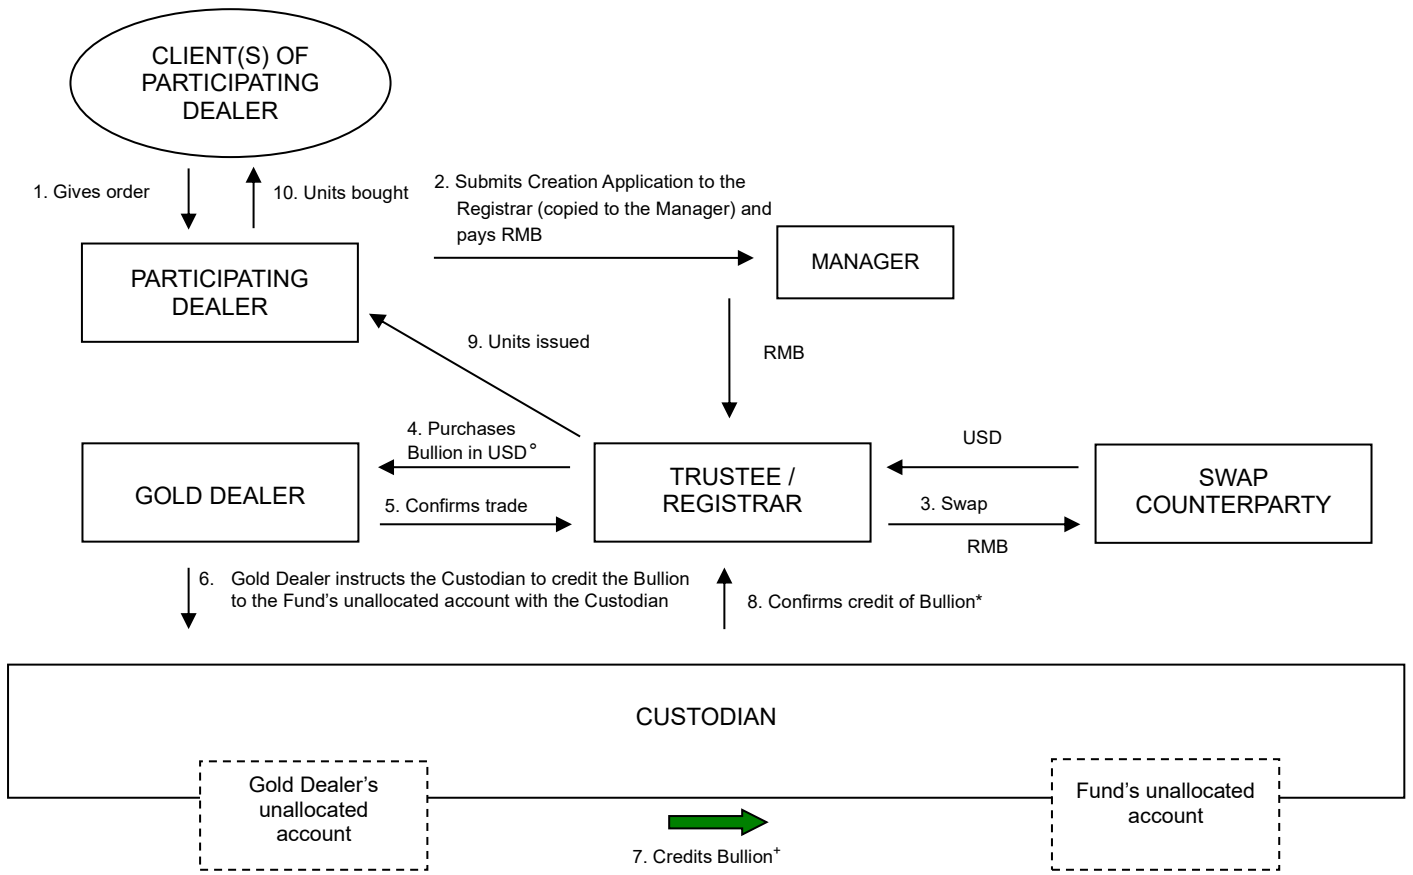 CLIENT(S) OF
PARTICIPATING
DEALER
1. Gives order
10. Units bought
2. Submits Creation Application to the
Registrar (copied to the Manager) and
pays RMB
PARTICIPATING
DEALER
MANAGER
9. Units issued
RMB
4. Purchases
Bullion in USD°
USD
GOLD DEALER
TRUSTEE /
REGISTRAR
SWAP
COUNTERPARTY
5. Confirms trade
3. Swap
RMB
6. Gold Dealer instructs the Custodian to credit the Bullion
to the Fund’s unallocated account with the Custodian
8. Confirms credit of Bullion*
CUSTODIAN
Gold Dealer’s
unallocated
account
Fund’s unallocated
account
7. Credits Bullion+